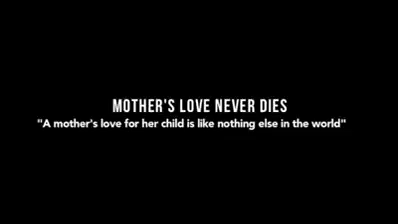 MOTHER'S LOVE NEVER DIES
"A mother's love for her child is like nothing else in the world"